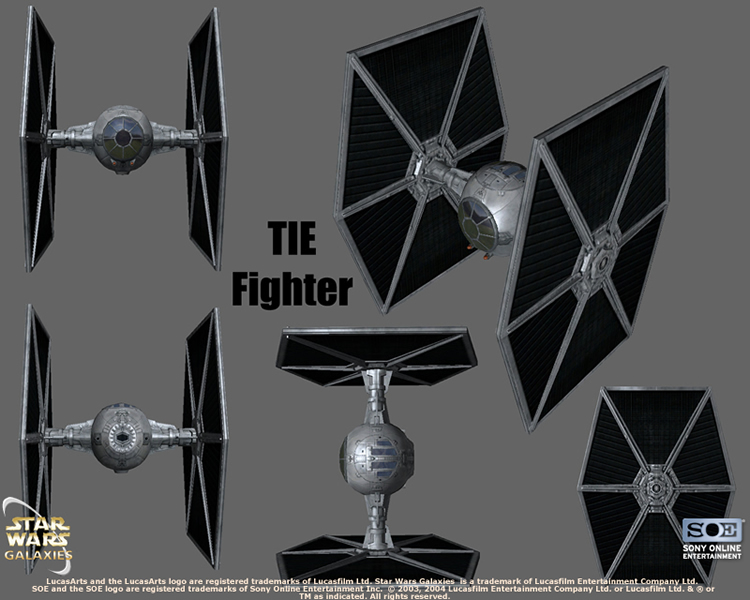 TIE
Fighter
STAR
WARS
GALAXIES
SOE
SONY ONLINE
ENTERTAINMENT
LucasArts and the LucasArts logo are registered trademarks of Lucasfilm Ltd. Star Wars Galaxies is a trademark of Lucasfilm Entertainment Company Ltd.
SOE and the SOE logo are registered trademarks of Sony Online Entertainment Inc. © 2003, 2004 Lucasfilm Entertainment Company Ltd. or Lucasfilm Ltd. & ® or
TM as indicated. All rights reserved.